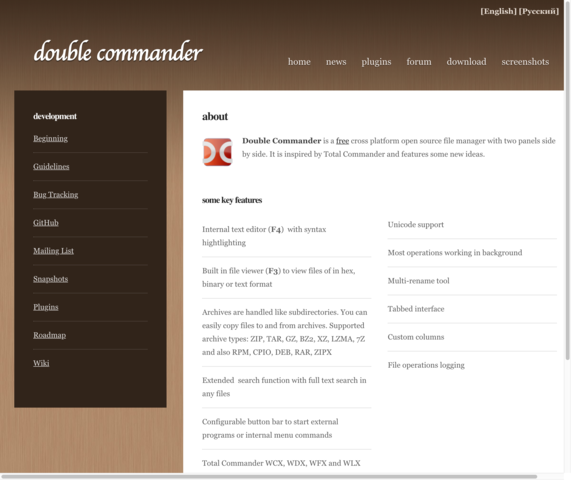 [English] [Русский]
double commander
home news plugins forum download screenshots
development
Beginning
Guidelines
Bug Tracking
GitHub
Mailing List
Snapshots
Plugins
Roadmap
Wiki
about
Double Commander is a free cross platform open source file manager with two panels side
by side. It is inspired by Total Commander and features some new ideas.
some key features
Internal text editor (F4)  with syntax
hightlighting
Built in file viewer (F3) to view files of in hex,
binary or text format
Archives are handled like subdirectories. You can
easily copy files to and from archives. Supported
archive types: ZIP, TAR, GZ, BZ2, XZ, LZMA, 7Z
and also RPM, CPIO, DEB, RAR, ZIPX
Extended  search function with full text search in
any files
Configurable button bar to start external
programs or internal menu commands
Total Commander WCX, WDX, WFX and WLX
Unicode support
Most operations working in background
Multi-rename tool
Tabbed interface
Custom columns
File operations logging